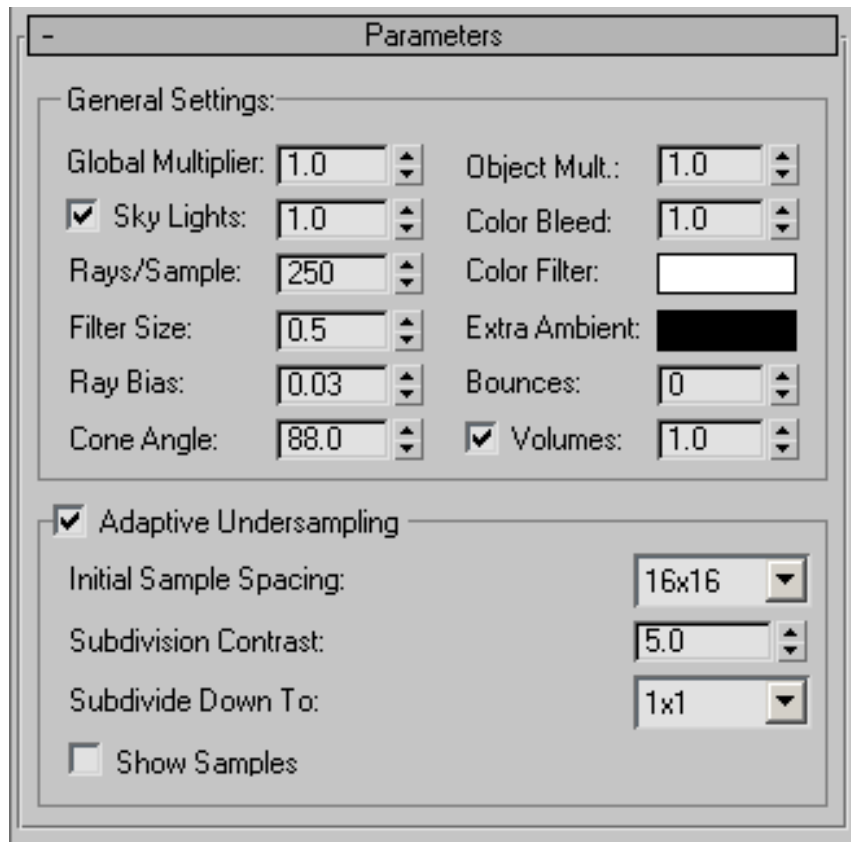 - Parameters
General Settings:
Global Multiplier: 1.0 Object Mult.: 1.0
Sky Lights: 1.0 Color Bleed: 1.0
Rays/Sample: 250 Color Filter:
Filter Size: 0.5 Extra Ambient:
Ray Bias: 0.03 Bounces: 0
Cone Angle: 88.0 Volumes: 1.0
Adaptive Undersampling
Initial Sample Spacing: 16x16
Subdivision Contrast: 5.0
Subdivide Down To: 1x1
Show Samples